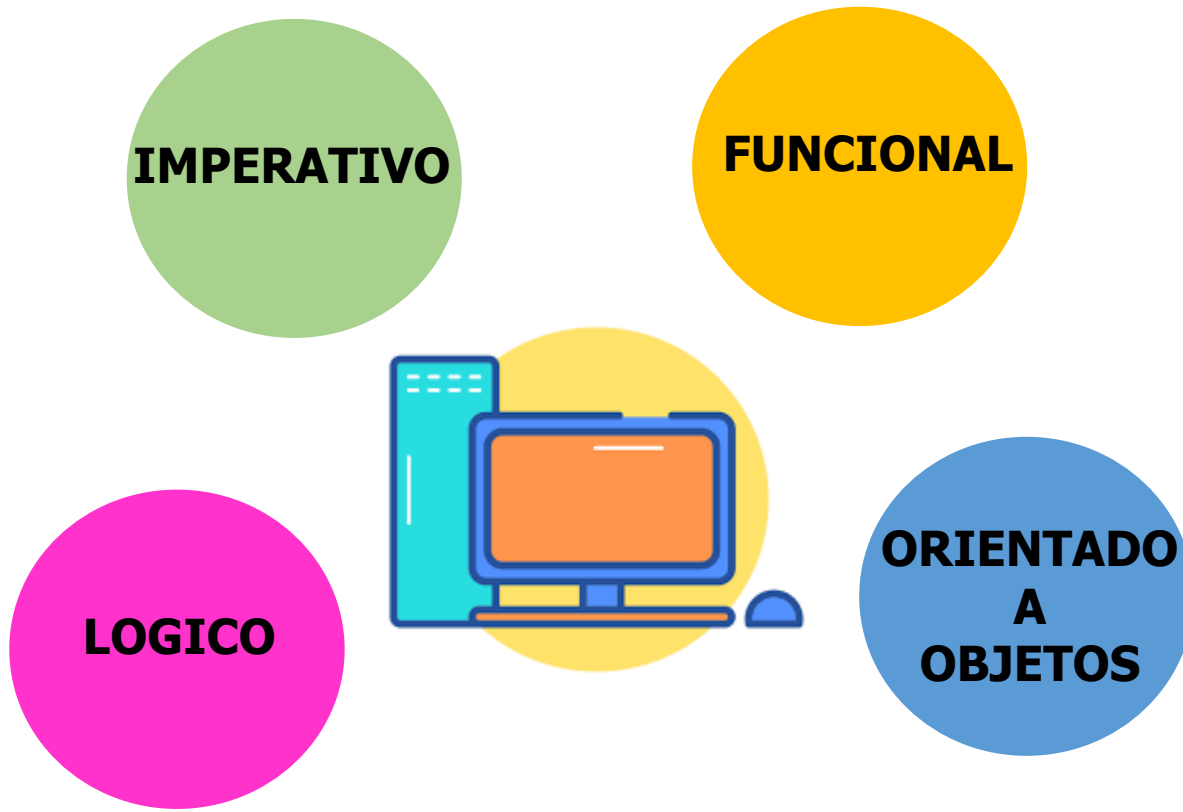 IMPERATIVO
FUNCIONAL
LOGICO
ORIENTADO
A
OBJETOS